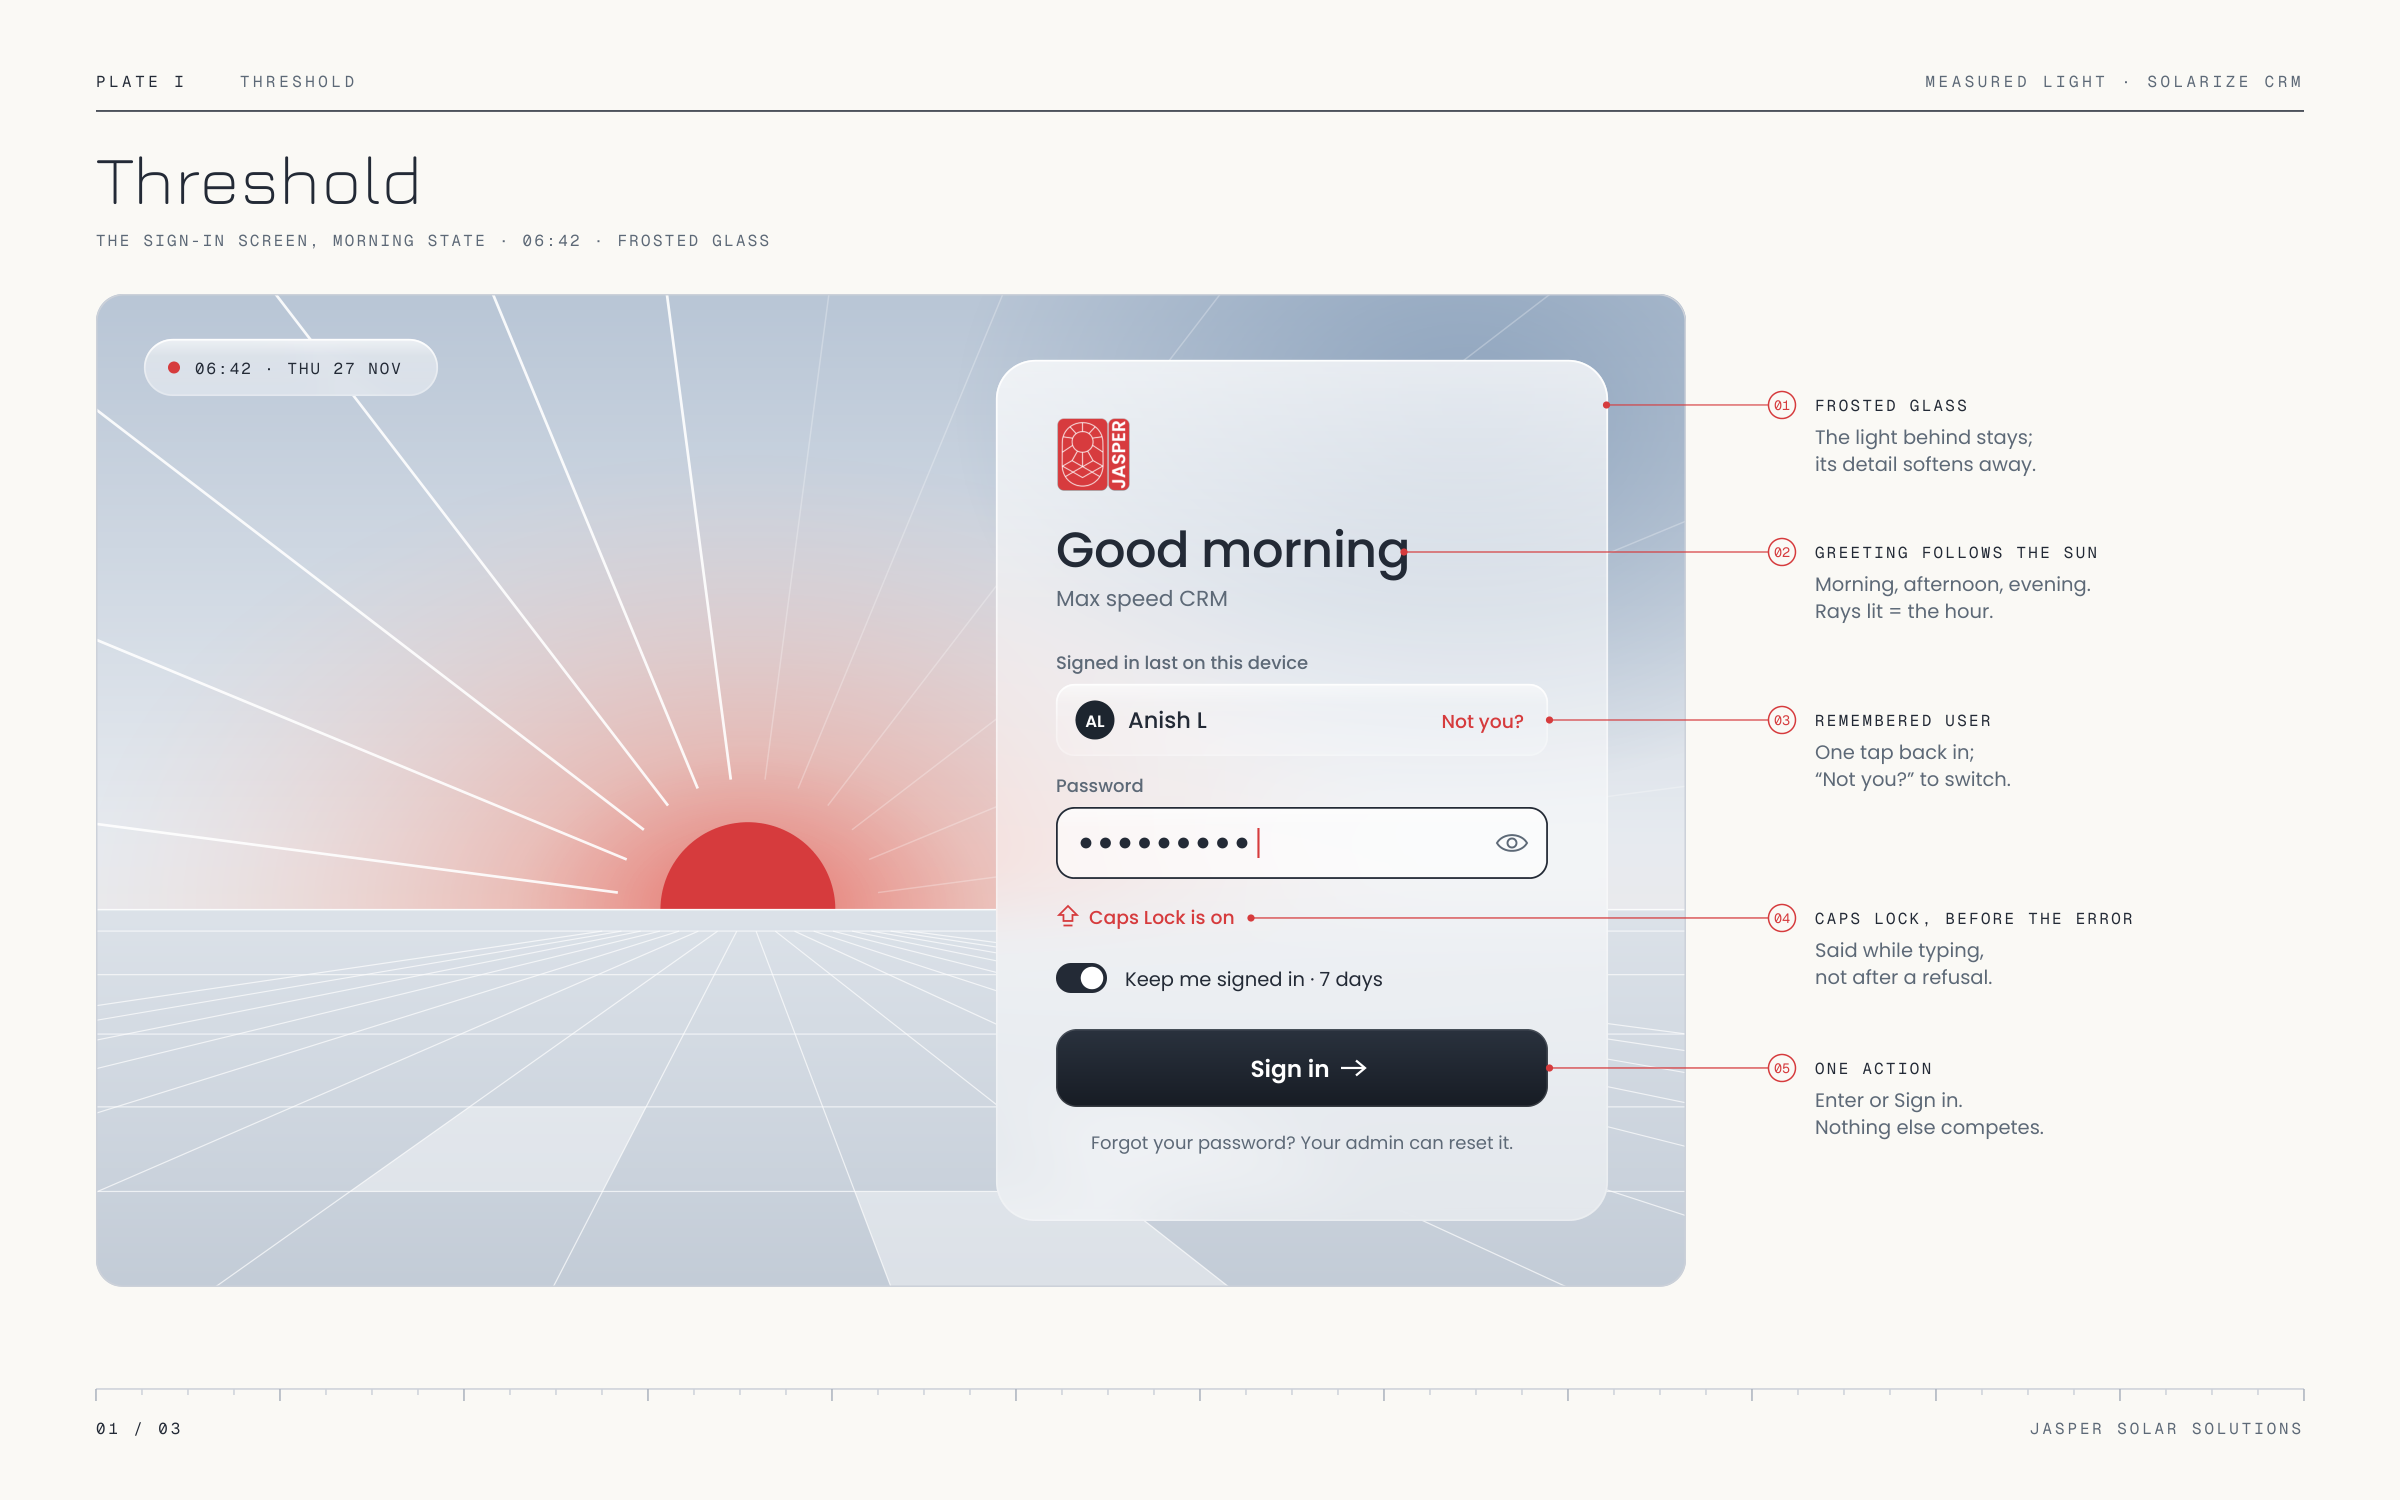 PLATE I THRESHOLD MEASURED LIGHT · SOLARIZE CRM
Threshold
THE SIGN-IN SCREEN, MORNING STATE · 06:42 · FROSTED GLASS
06:42 · THU 27 NOV
JASPER
Good morning
Max speed CRM
Signed in last on this device
AL Anish L Not you?
Password
Caps Lock is on
Keep me signed in · 7 days
Sign in →
Forgot your password? Your admin can reset it.
01 FROSTED GLASS
The light behind stays;
its detail softens away.
02 GREETING FOLLOWS THE SUN
Morning, afternoon, evening.
Rays lit = the hour.
03 REMEMBERED USER
One tap back in;
“Not you?” to switch.
04 CAPS LOCK, BEFORE THE ERROR
Said while typing,
not after a refusal.
05 ONE ACTION
Enter or Sign in.
Nothing else competes.
01 / 03 JASPER SOLAR SOLUTIONS